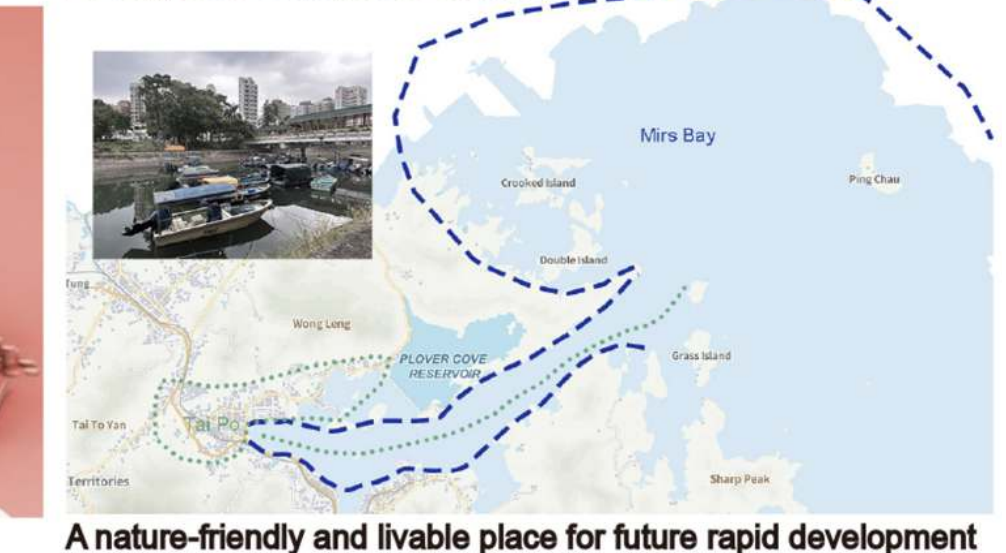 Mirs Bay
Crooked Island
Ping Chau
Double Island
Tung
Wong Leng
PLOVER COVE
RESERVOIR
Grass Island
Tai To Yan
Tai Po
Territories
Sharp Peak
A nature-friendly and livable place for future rapid development